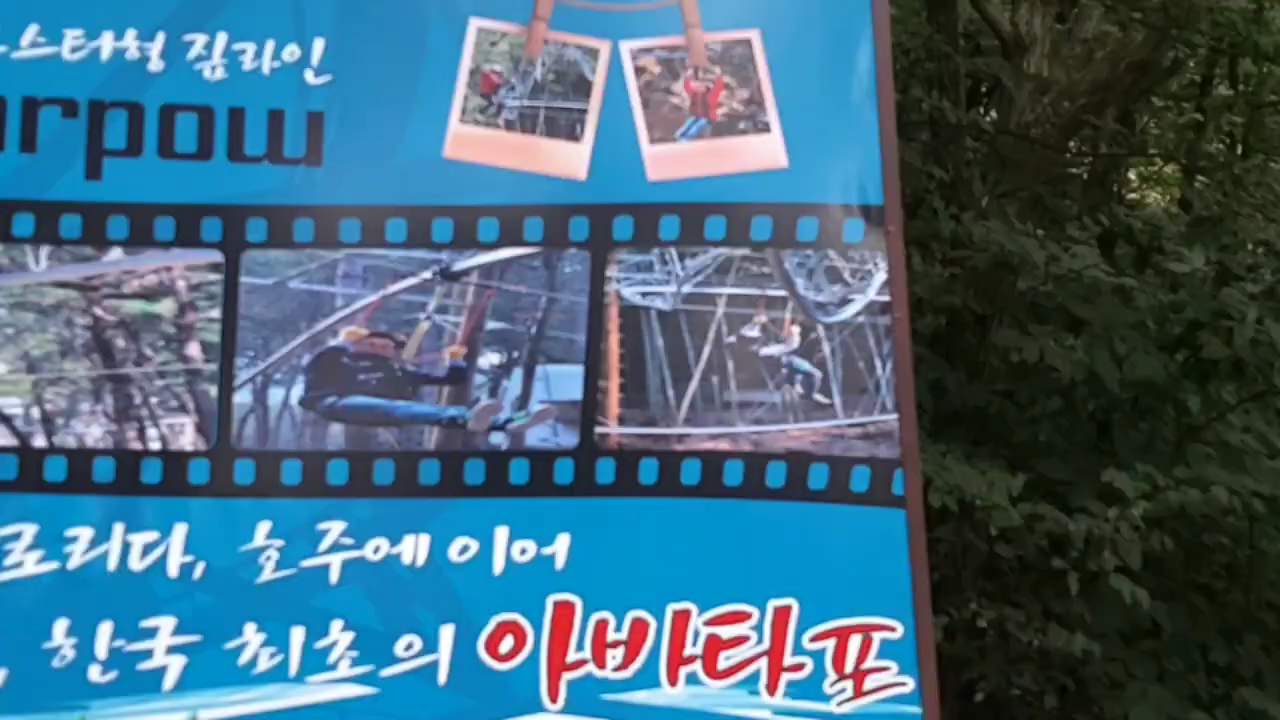 스터형 짚라인
arpow
로리다, 호주에 이어
, 한국 최초의 아바타포